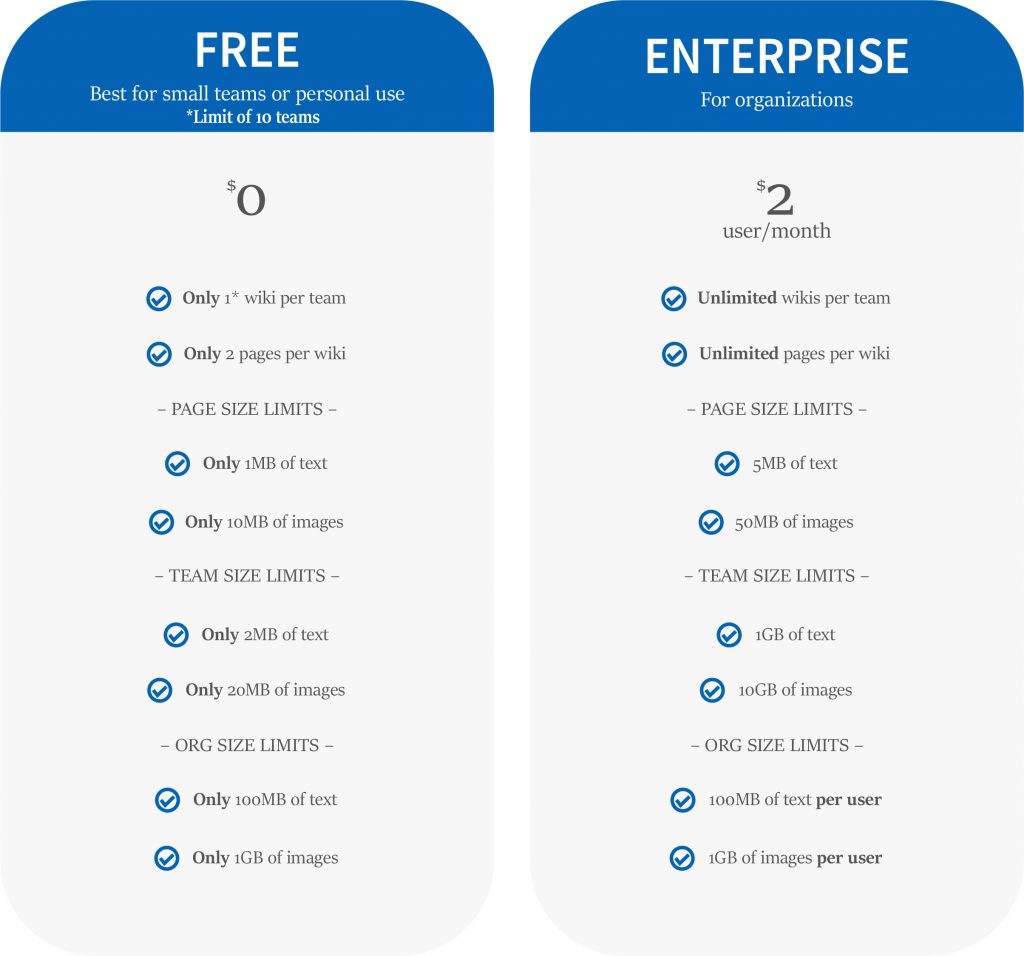 FREE
Best for small teams or personal use
*Limit of 10 teams
$0
Only 1* wiki per team
Only 2 pages per wiki
– PAGE SIZE LIMITS –
Only 1MB of text
Only 10MB of images
– TEAM SIZE LIMITS –
Only 2MB of text
Only 20MB of images
– ORG SIZE LIMITS –
Only 100MB of text
Only 1GB of images
ENTERPRISE
For organizations
$2
user/month
Unlimited wikis per team
Unlimited pages per wiki
– PAGE SIZE LIMITS –
5MB of text
50MB of images
– TEAM SIZE LIMITS –
1GB of text
10GB of images
– ORG SIZE LIMITS –
100MB of text per user
1GB of images per user